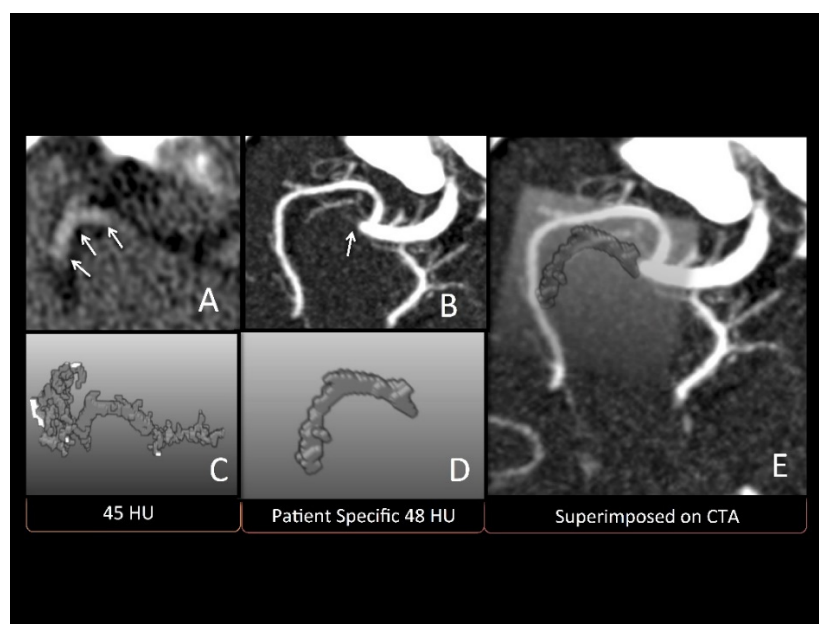 A
B
C
D
E
45 HU
Patient Specific 48 HU
Superimposed on CTA